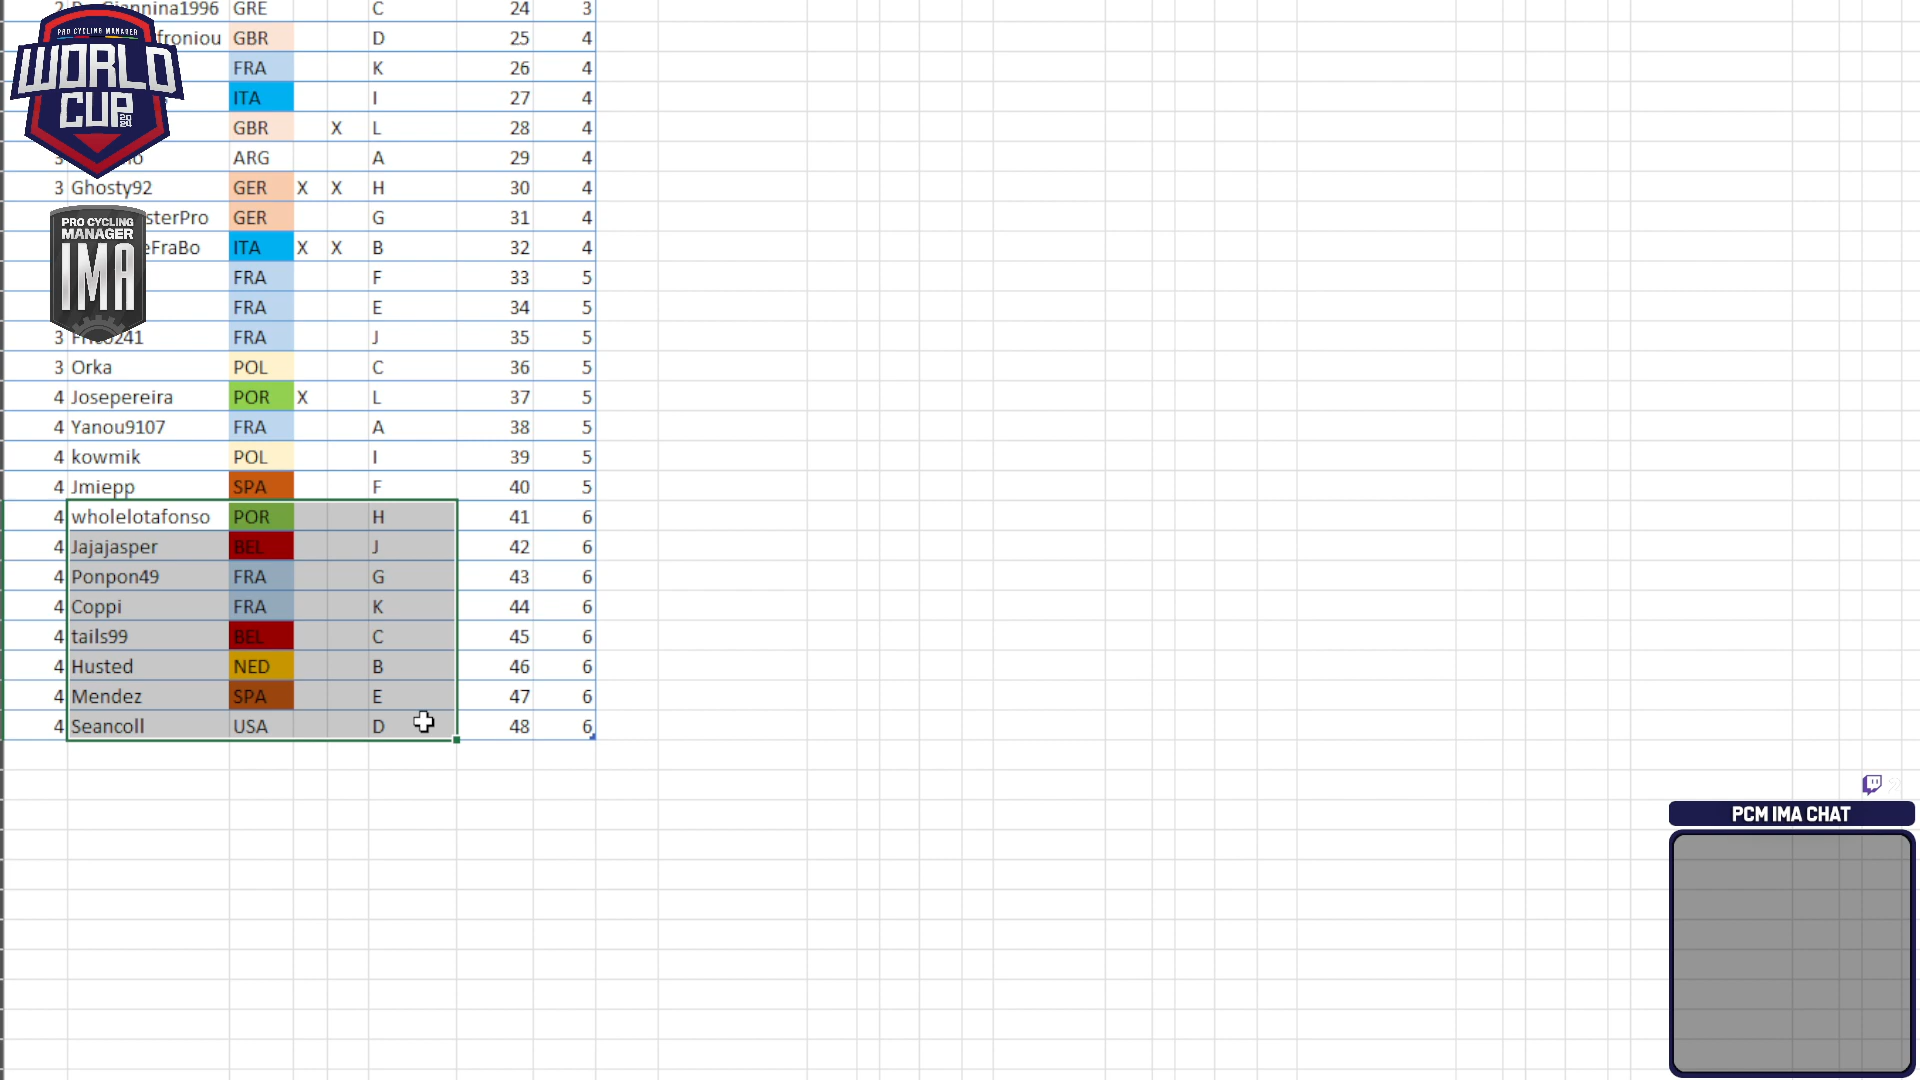 Giannina1996 GRE C 24 3
froniou GBR D 25 4
FRA K 26 4
ITA I 27 4
GBR X L 28 4
3 ARG A 29 4
3 Ghosty92 GER X X H 30 4
sterPro GER G 31 4
eFraBo ITA X X B 32 4
FRA F 33 5
FRA E 34 5
3 241 FRA J 35 5
3 Orka POL C 36 5
4 Josepereira POR X L 37 5
4 Yanou9107 FRA A 38 5
4 kowmik POL I 39 5
4 Jmiepp SPA F 40 5
4 wholelotafonso POR H 41 6
4 Jajajasper BEL J 42 6
4 Ponpon49 FRA G 43 6
4 Coppi FRA K 44 6
4 tails99 BEL C 45 6
4 Husted NED B 46 6
4 Mendez SPA E 47 6
4 Seancoll USA D 48 6
PRO CYCLING MANAGER
WORLD
CUP
PRO CYCLING
MANAGER
IMA
PCM IMA CHAT